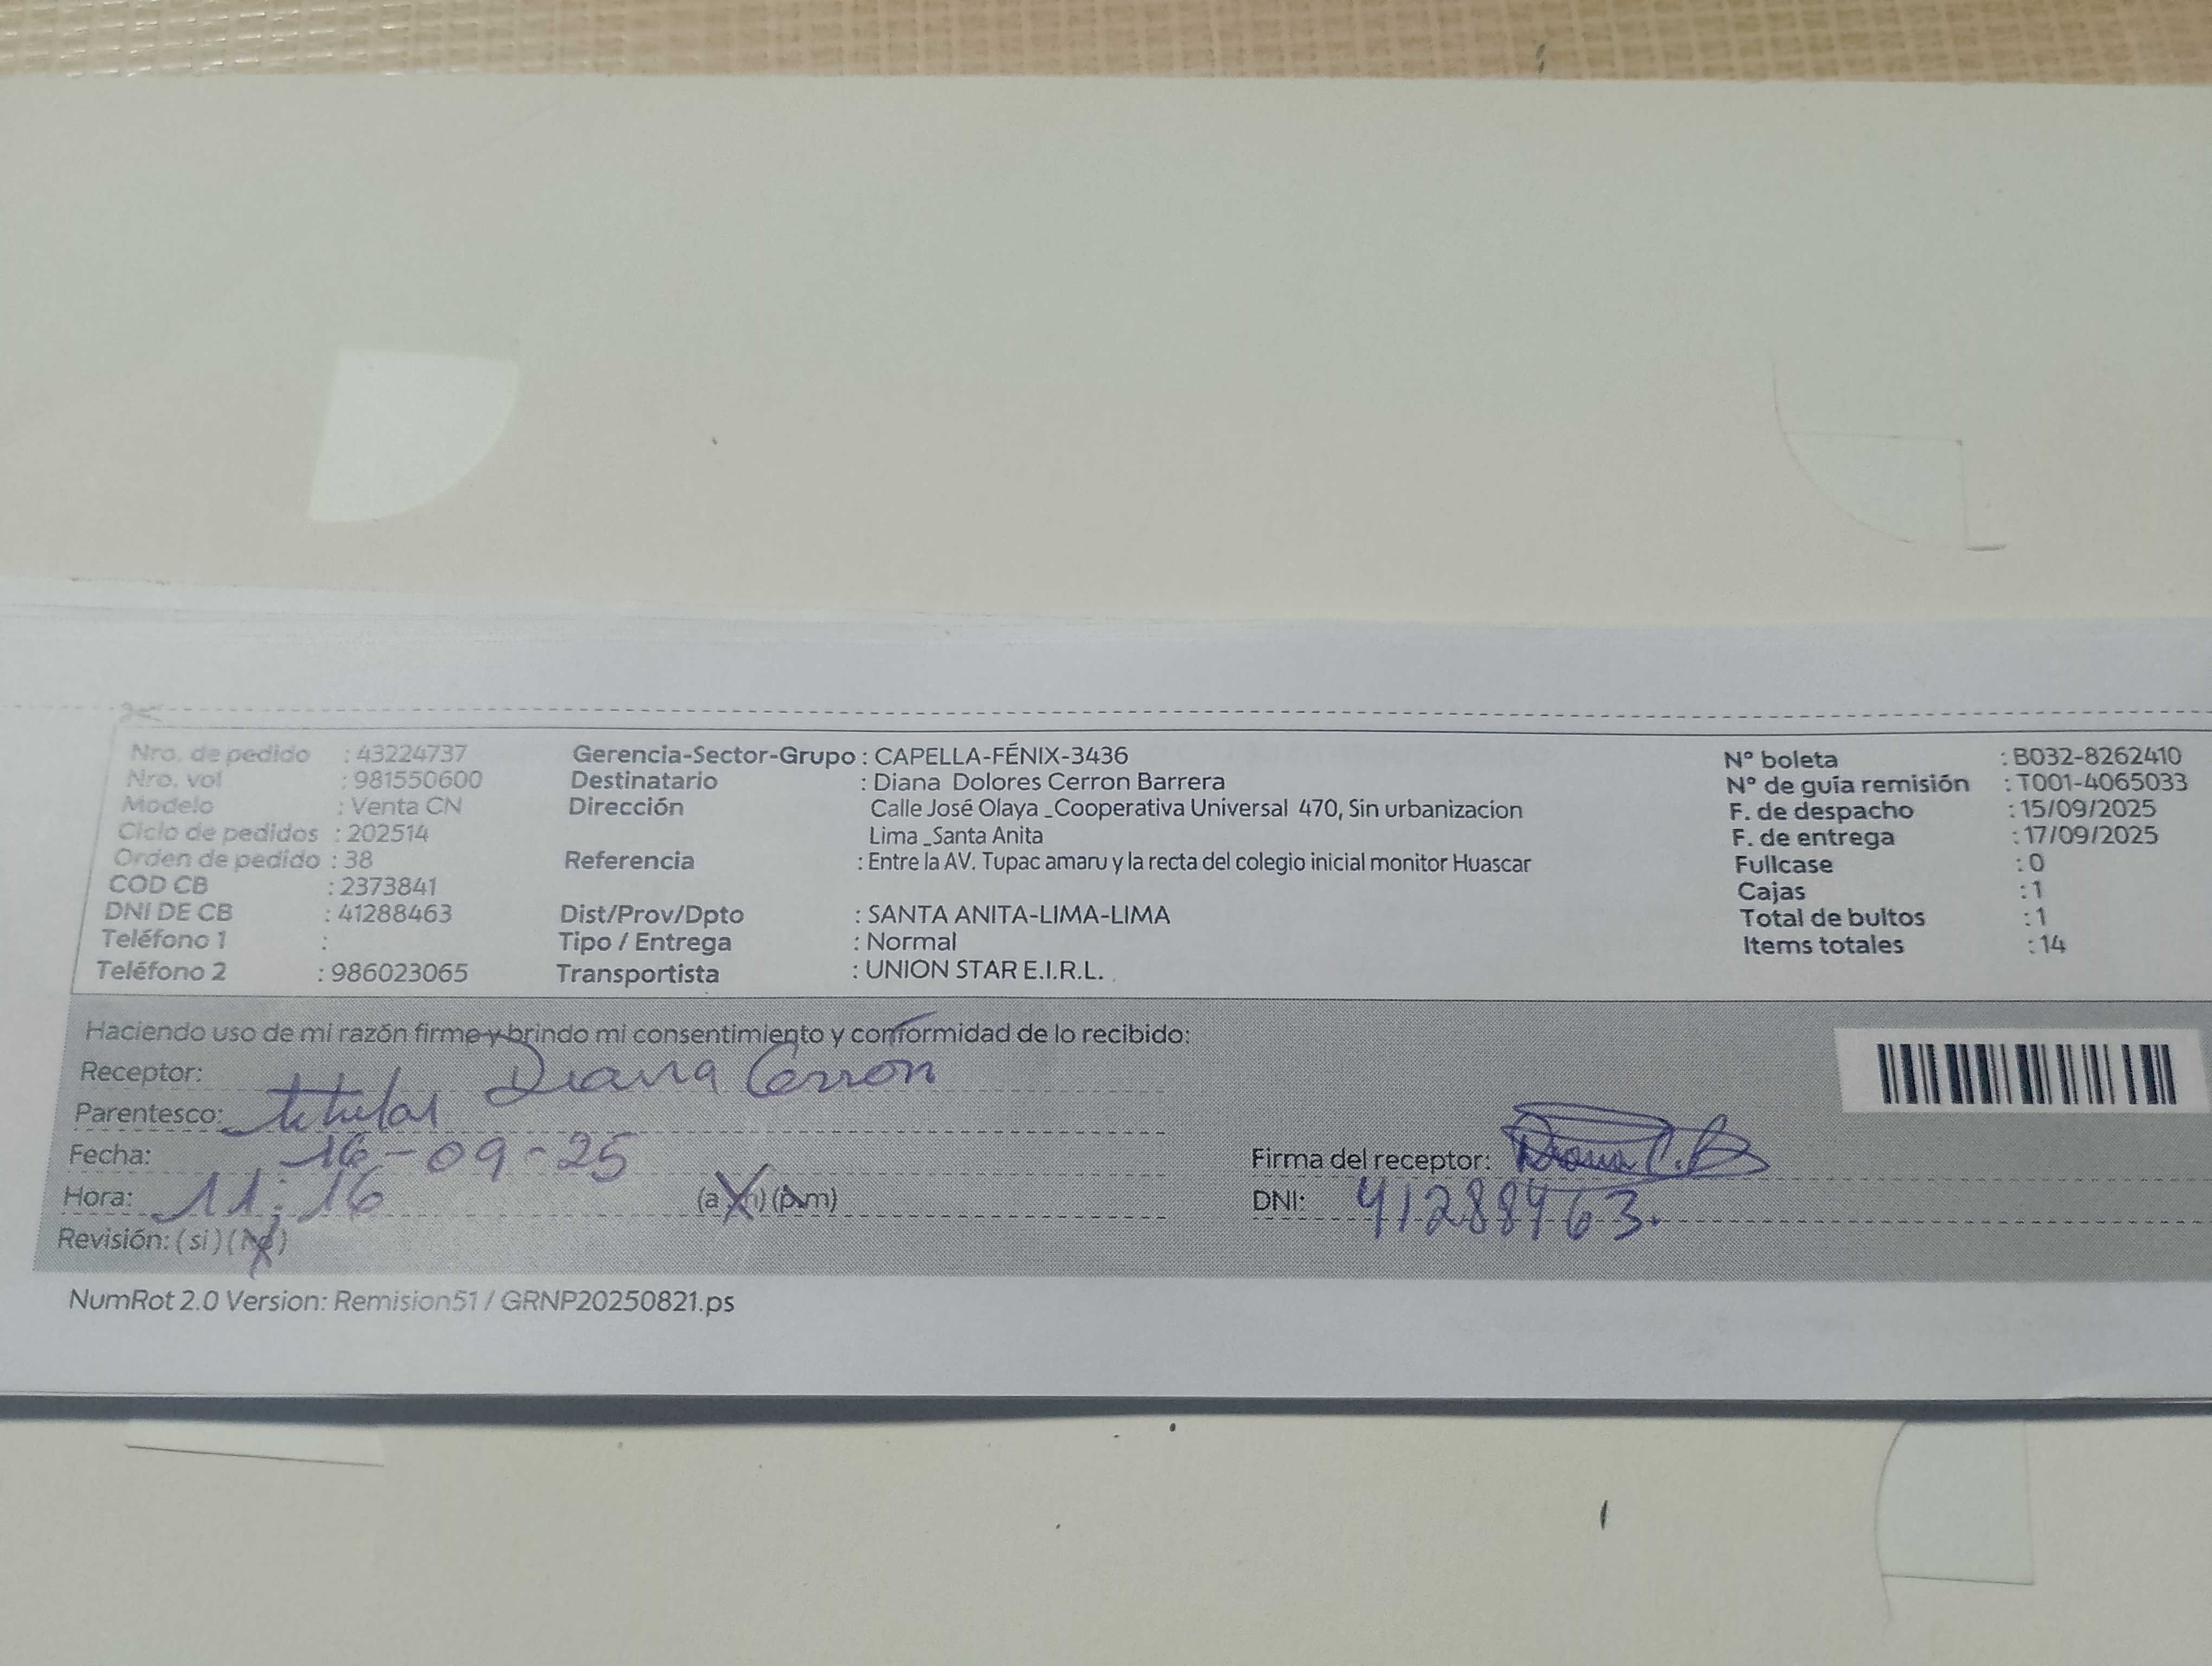 Nro. de pedido : 43224737
Nro. vol : 981550600
Modelo : Venta CN
Ciclo de pedidos : 202514
Orden de pedido : 38
COD CB : 2373841
DNI DE CB : 41288463
Teléfono 1 :
Teléfono 2 : 986023065
Gerencia-Sector-Grupo : CAPELLA-FÉNIX-3436
Destinatario : Diana Dolores Cerron Barrera
Dirección Calle José Olaya _Cooperativa Universal 470, Sin urbanizacion
Lima _Santa Anita
Referencia : Entre la AV. Tupac amaru y la recta del colegio inicial monitor Huascar
Dist/Prov/Dpto : SANTA ANITA-LIMA-LIMA
Tipo / Entrega : Normal
Transportista : UNION STAR E.I.R.L.
N° boleta : B032-8262410
N° de guía remisión : T001-4065033
F. de despacho : 15/09/2025
F. de entrega : 17/09/2025
Fullcase : 0
Cajas : 1
Total de bultos : 1
Items totales : 14
Haciendo uso de mi razón firmo y brindo mi consentimiento y conformidad de lo recibido:
Receptor: Diana Cerron
Parentesco: titular
Fecha: 16-09-25
Hora: 11:16 (a.m) (p.m)
Revisión: (si) (no)
Firma del receptor: Diana C. B
DNI: 41288463.
NumRot 2.0 Version: Remision51 / GRNP20250821.ps